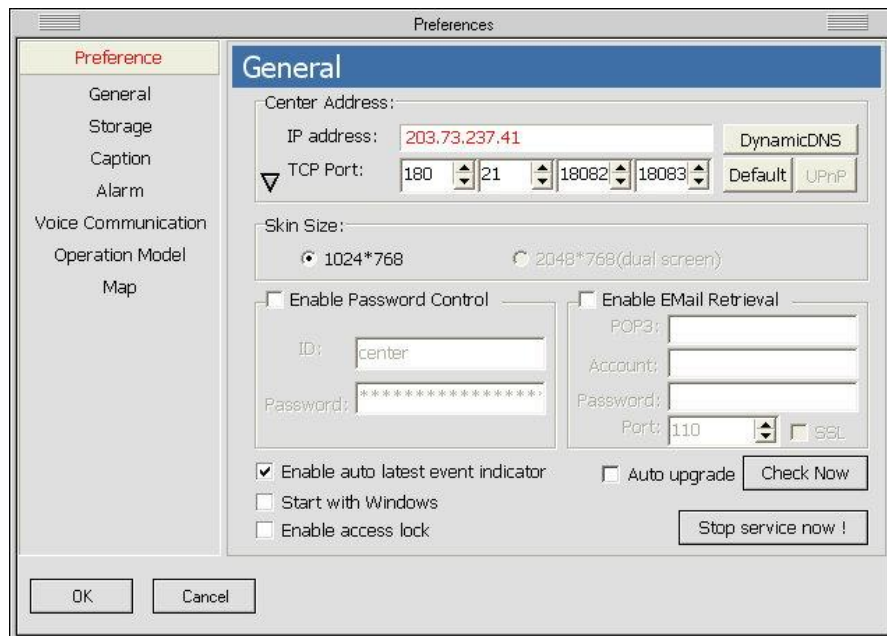 Preferences
Preference
General
Storage
Caption
Alarm
Voice Communication
Operation Model
Map
General
Center Address:
IP address: 203.73.237.41 DynamicDNS
TCP Port: 180 21 18082 18083 Default UPnP
Skin Size:
1024*768 2048*768(dual screen)
Enable Password Control
ID: center
Password: ****************
Enable EMail Retrieval
POP3:
Account:
Password:
Port: 110 SSL
Enable auto latest event indicator
Auto upgrade Check Now
Start with Windows
Enable access lock
Stop service now !
OK Cancel